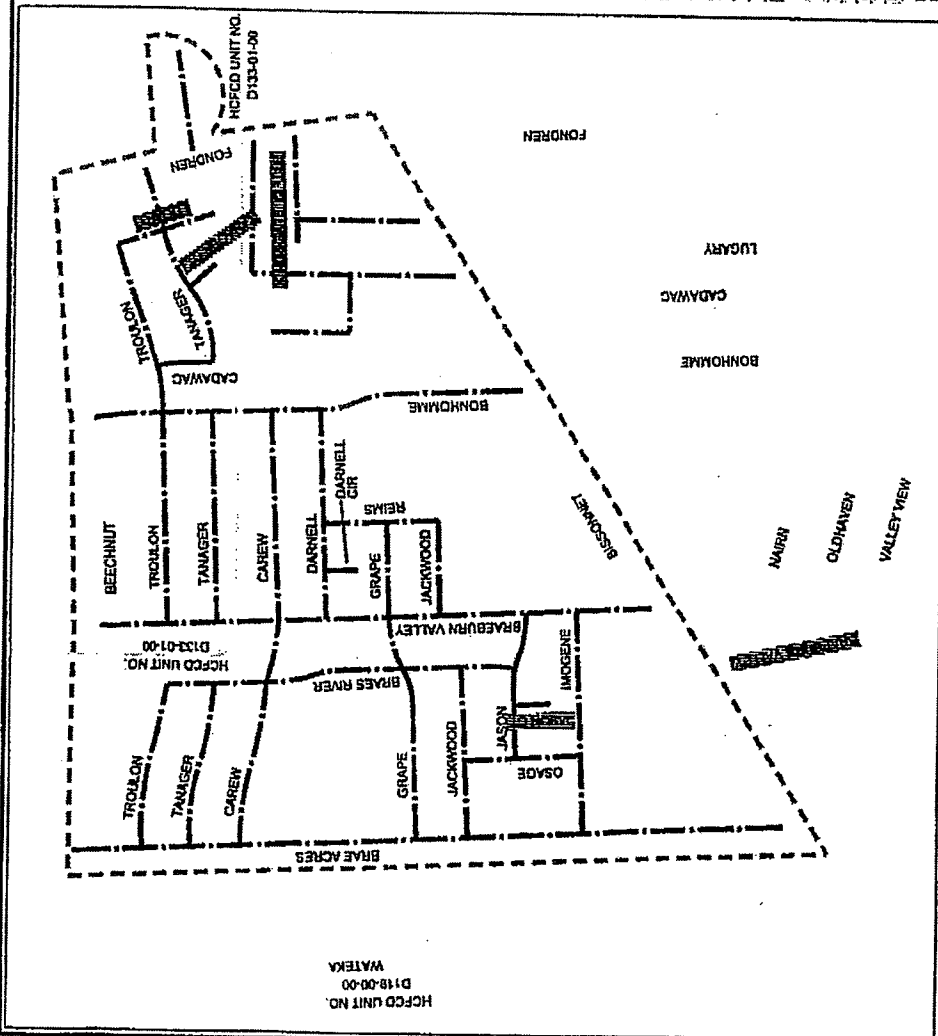 HCFCD UNIT NO.
D133-01-00
FONDREN
FONDREN
TROULON
TANAGER
CADAWAC
LUGARY
CADAWAC
BONHOMME
BONHOMME
BEECHNUT
TROULON
TANAGER
CAREW
DARNELL
DARNELL
CIR
REIMS
GRAPE
JACKWOOD
BISSONNET
NAIRN
OLDHAVEN
VALLEY VIEW
HCFCD UNIT NO.
D133-01-00
BRAEBURN VALLEY
BRAES RIVER
TROULON
TANAGER
CAREW
GRAPE
JACKWOOD
JASON
IMOGENE
OSAGE
BRAE ACRES
HCFCD UNIT NO.
D118-00-00
WATEKA